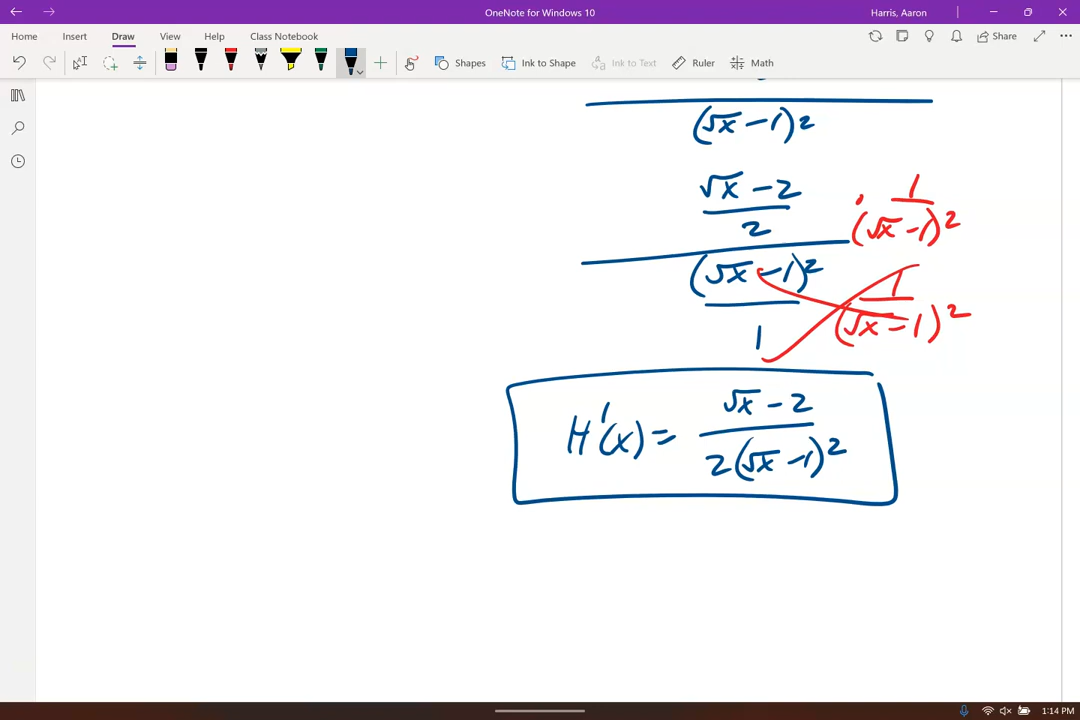 OneNote for Windows 10
Harris, Aaron
Home Insert Draw View Help Class Notebook
Share
Shapes Ink to Shape Ink to Text Ruler Math
(√x − 1)²
√x − 2
2
· 1
(√x − 1)²
(√x − 1)²
1
1
(√x − 1)²
H'(x) = √x − 2
2(√x − 1)²
1:14 PM